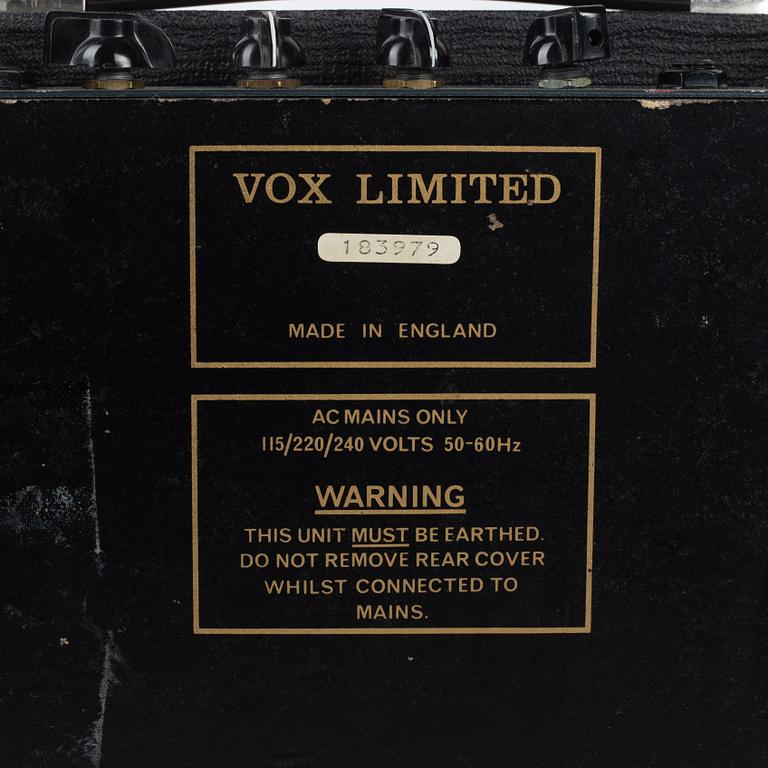 VOX LIMITED
183979
MADE IN ENGLAND
AC MAINS ONLY
115/220/240 VOLTS 50-60Hz
WARNING
THIS UNIT MUST BE EARTHED.
DO NOT REMOVE REAR COVER
WHILST CONNECTED TO
MAINS.